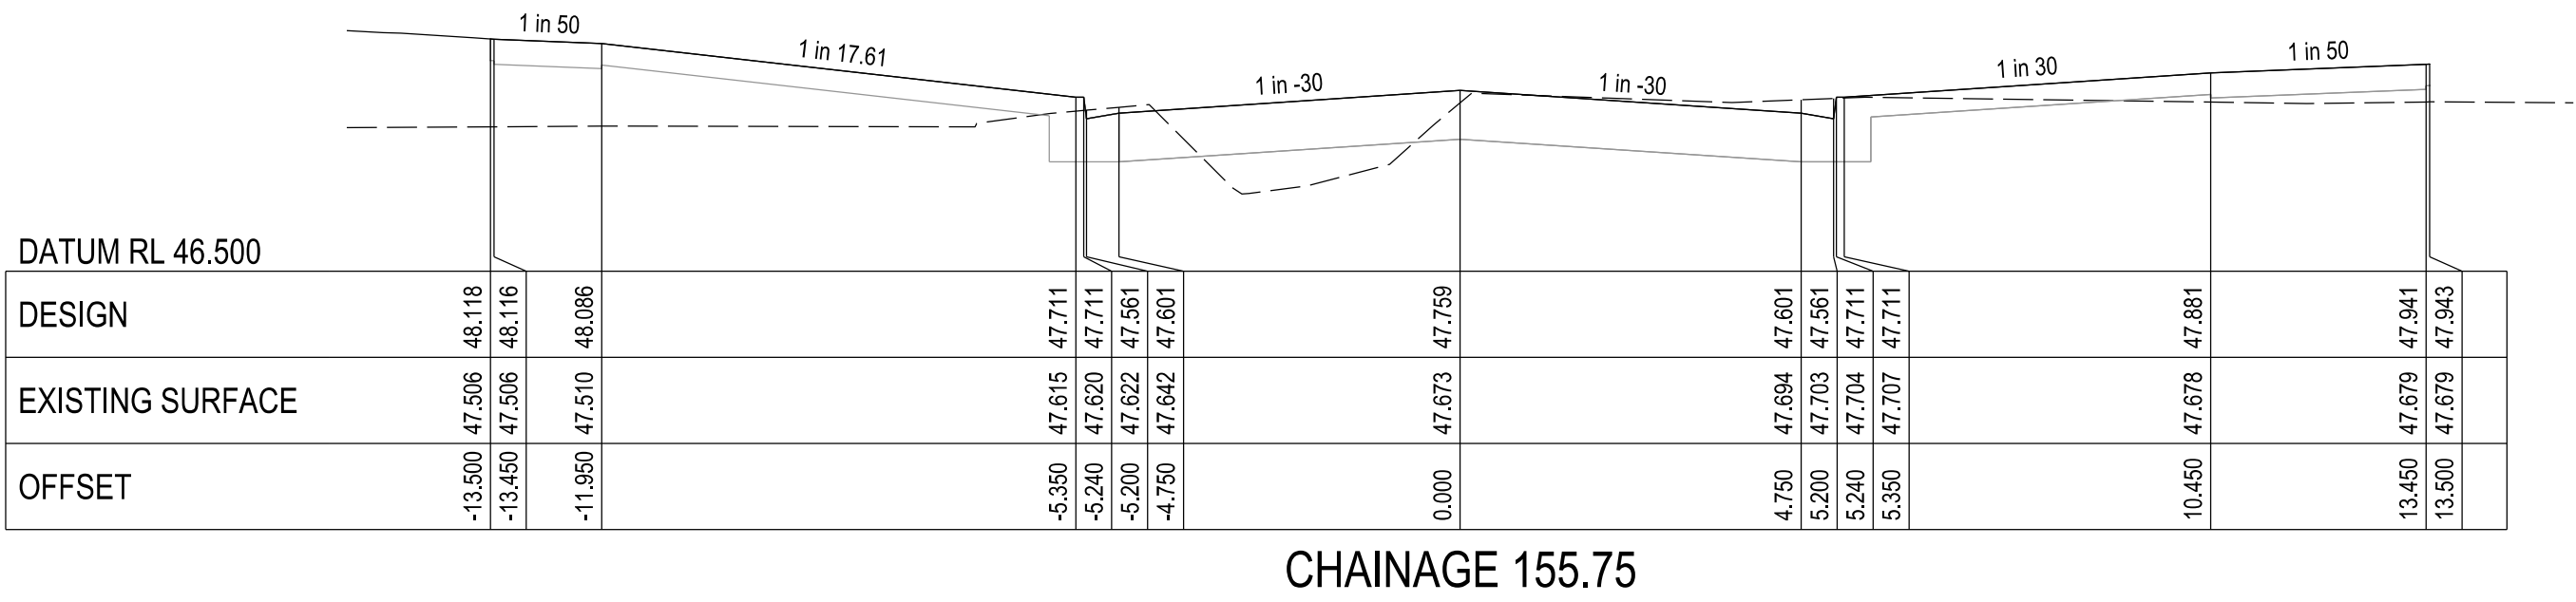 1 in 50
1 in 17.61
1 in -30
1 in -30
1 in 30
1 in 50
DATUM RL 46.500
DESIGN 48.118 48.116 48.086 47.711 47.711 47.561 47.601 47.759 47.601 47.561 47.711 47.711 47.881 47.941 47.943
EXISTING SURFACE 47.506 47.506 47.510 47.615 47.620 47.622 47.642 47.673 47.694 47.703 47.704 47.707 47.678 47.679 47.679
OFFSET -13.500 -13.450 -11.950 -5.350 -5.240 -5.200 -4.750 0.000 4.750 5.200 5.240 5.350 10.450 13.450 13.500
CHAINAGE 155.75